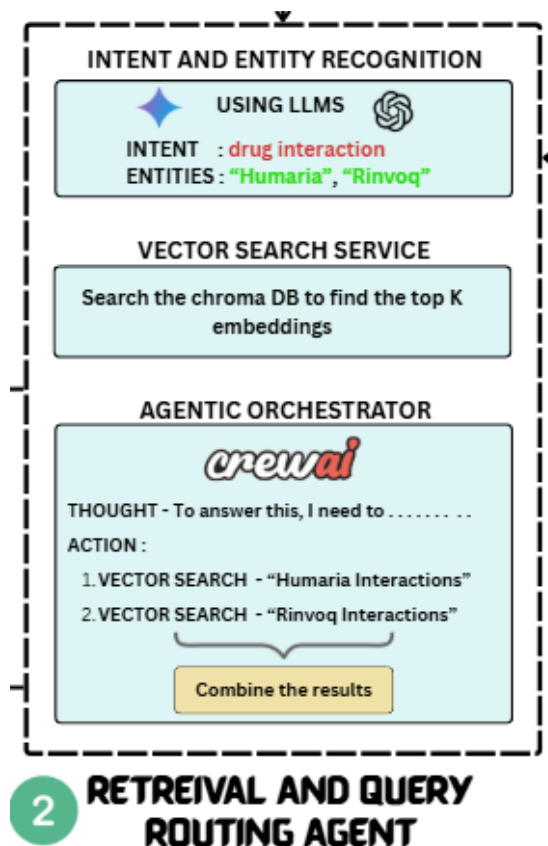 INTENT AND ENTITY RECOGNITION
USING LLMS
INTENT : drug interaction
ENTITIES : “Humaria”, “Rinvoq”
VECTOR SEARCH SERVICE
Search the chroma DB to find the top K
embeddings
AGENTIC ORCHESTRATOR
crewai
THOUGHT - To answer this, I need to . . . . . . . . .
ACTION :
1. VECTOR SEARCH - “Humaria Interactions”
2. VECTOR SEARCH - “Rinvoq Interactions”
Combine the results
2 RETREIVAL AND QUERY
ROUTING AGENT